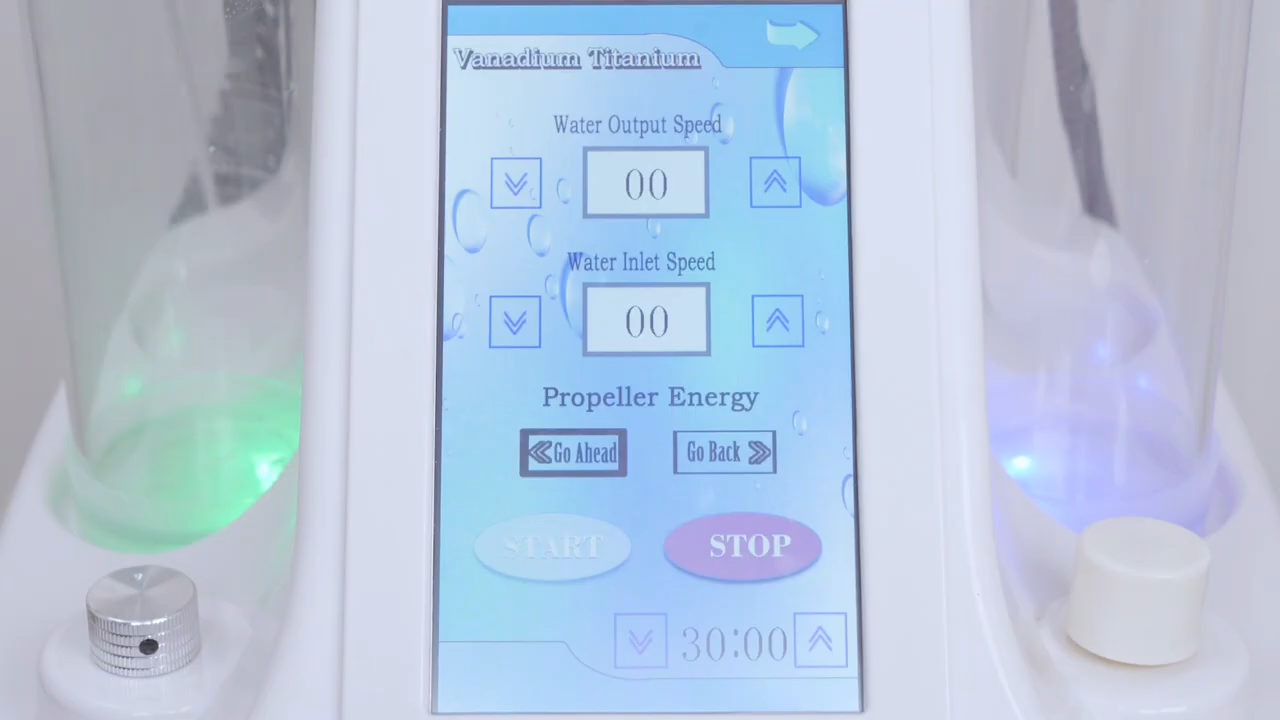 Vanadium Titanium
Water Output Speed
00
Water Inlet Speed
00
Propeller Energy
Go Ahead Go Back
START STOP
30:00